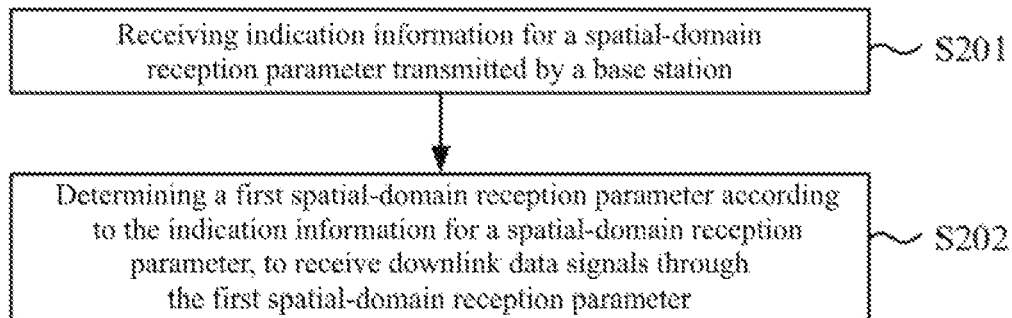 Receiving indication information for a spatial-domain
reception parameter transmitted by a base station
S201
Determining a first spatial-domain reception parameter according
to the indication information for a spatial-domain reception
parameter, to receive downlink data signals through
the first spatial-domain reception parameter
S202